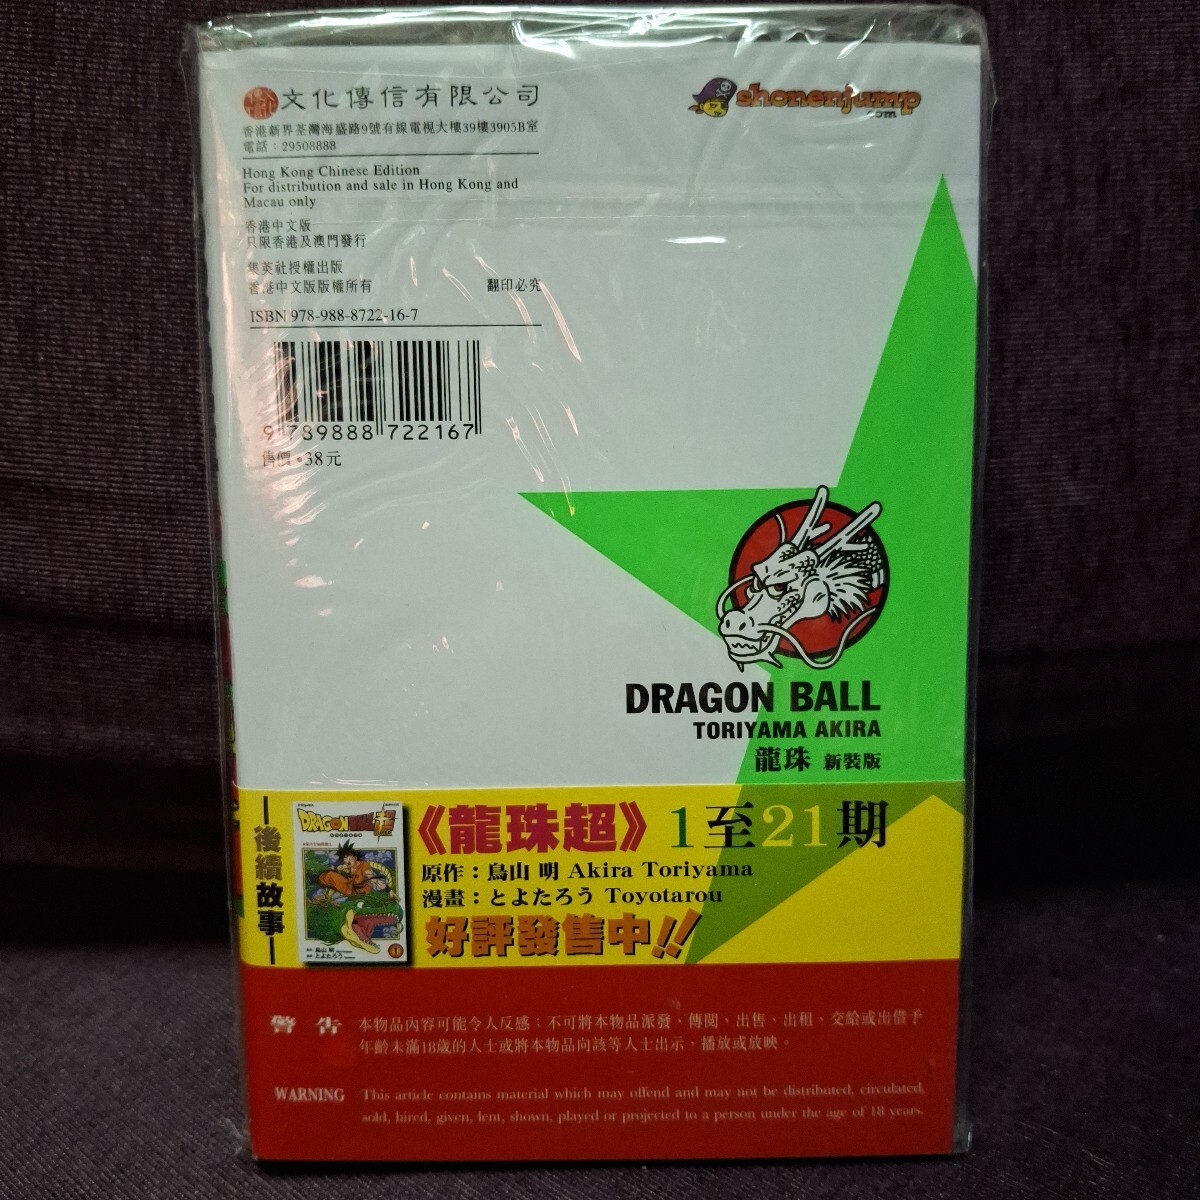 文化傳信有限公司
香港新界荃灣海盛路9號有線電視大樓39樓3905B室
電話：29508888
Hong Kong Chinese Edition
For distribution and sale in Hong Kong and
Macau only
香港中文版
只限香港及澳門發行
集英社授權出版
香港中文版版權所有 翻印必究
ISBN 978-988-8722-16-7
9 789888 722167
售價・38元
shonenjump
.com
DRAGON BALL
TORIYAMA AKIRA
龍珠 新裝版
後續故事
DRAGON BALL 超
鳥山 明
とよたろう
1
《龍珠超》1至21期
原作：鳥山 明 Akira Toriyama
漫畫：とよたろう Toyotarou
好評發售中!!
警告 本物品內容可能令人反感；不可將本物品派發、傳閱、出售、出租、交給或出借予
年齡未滿18歲的人士或將本物品向該等人士出示、播放或放映。
WARNING This article contains material which may offend and may not be distributed, circulated,
sold, hired, given, lent, shown, played or projected to a person under the age of 18 years.